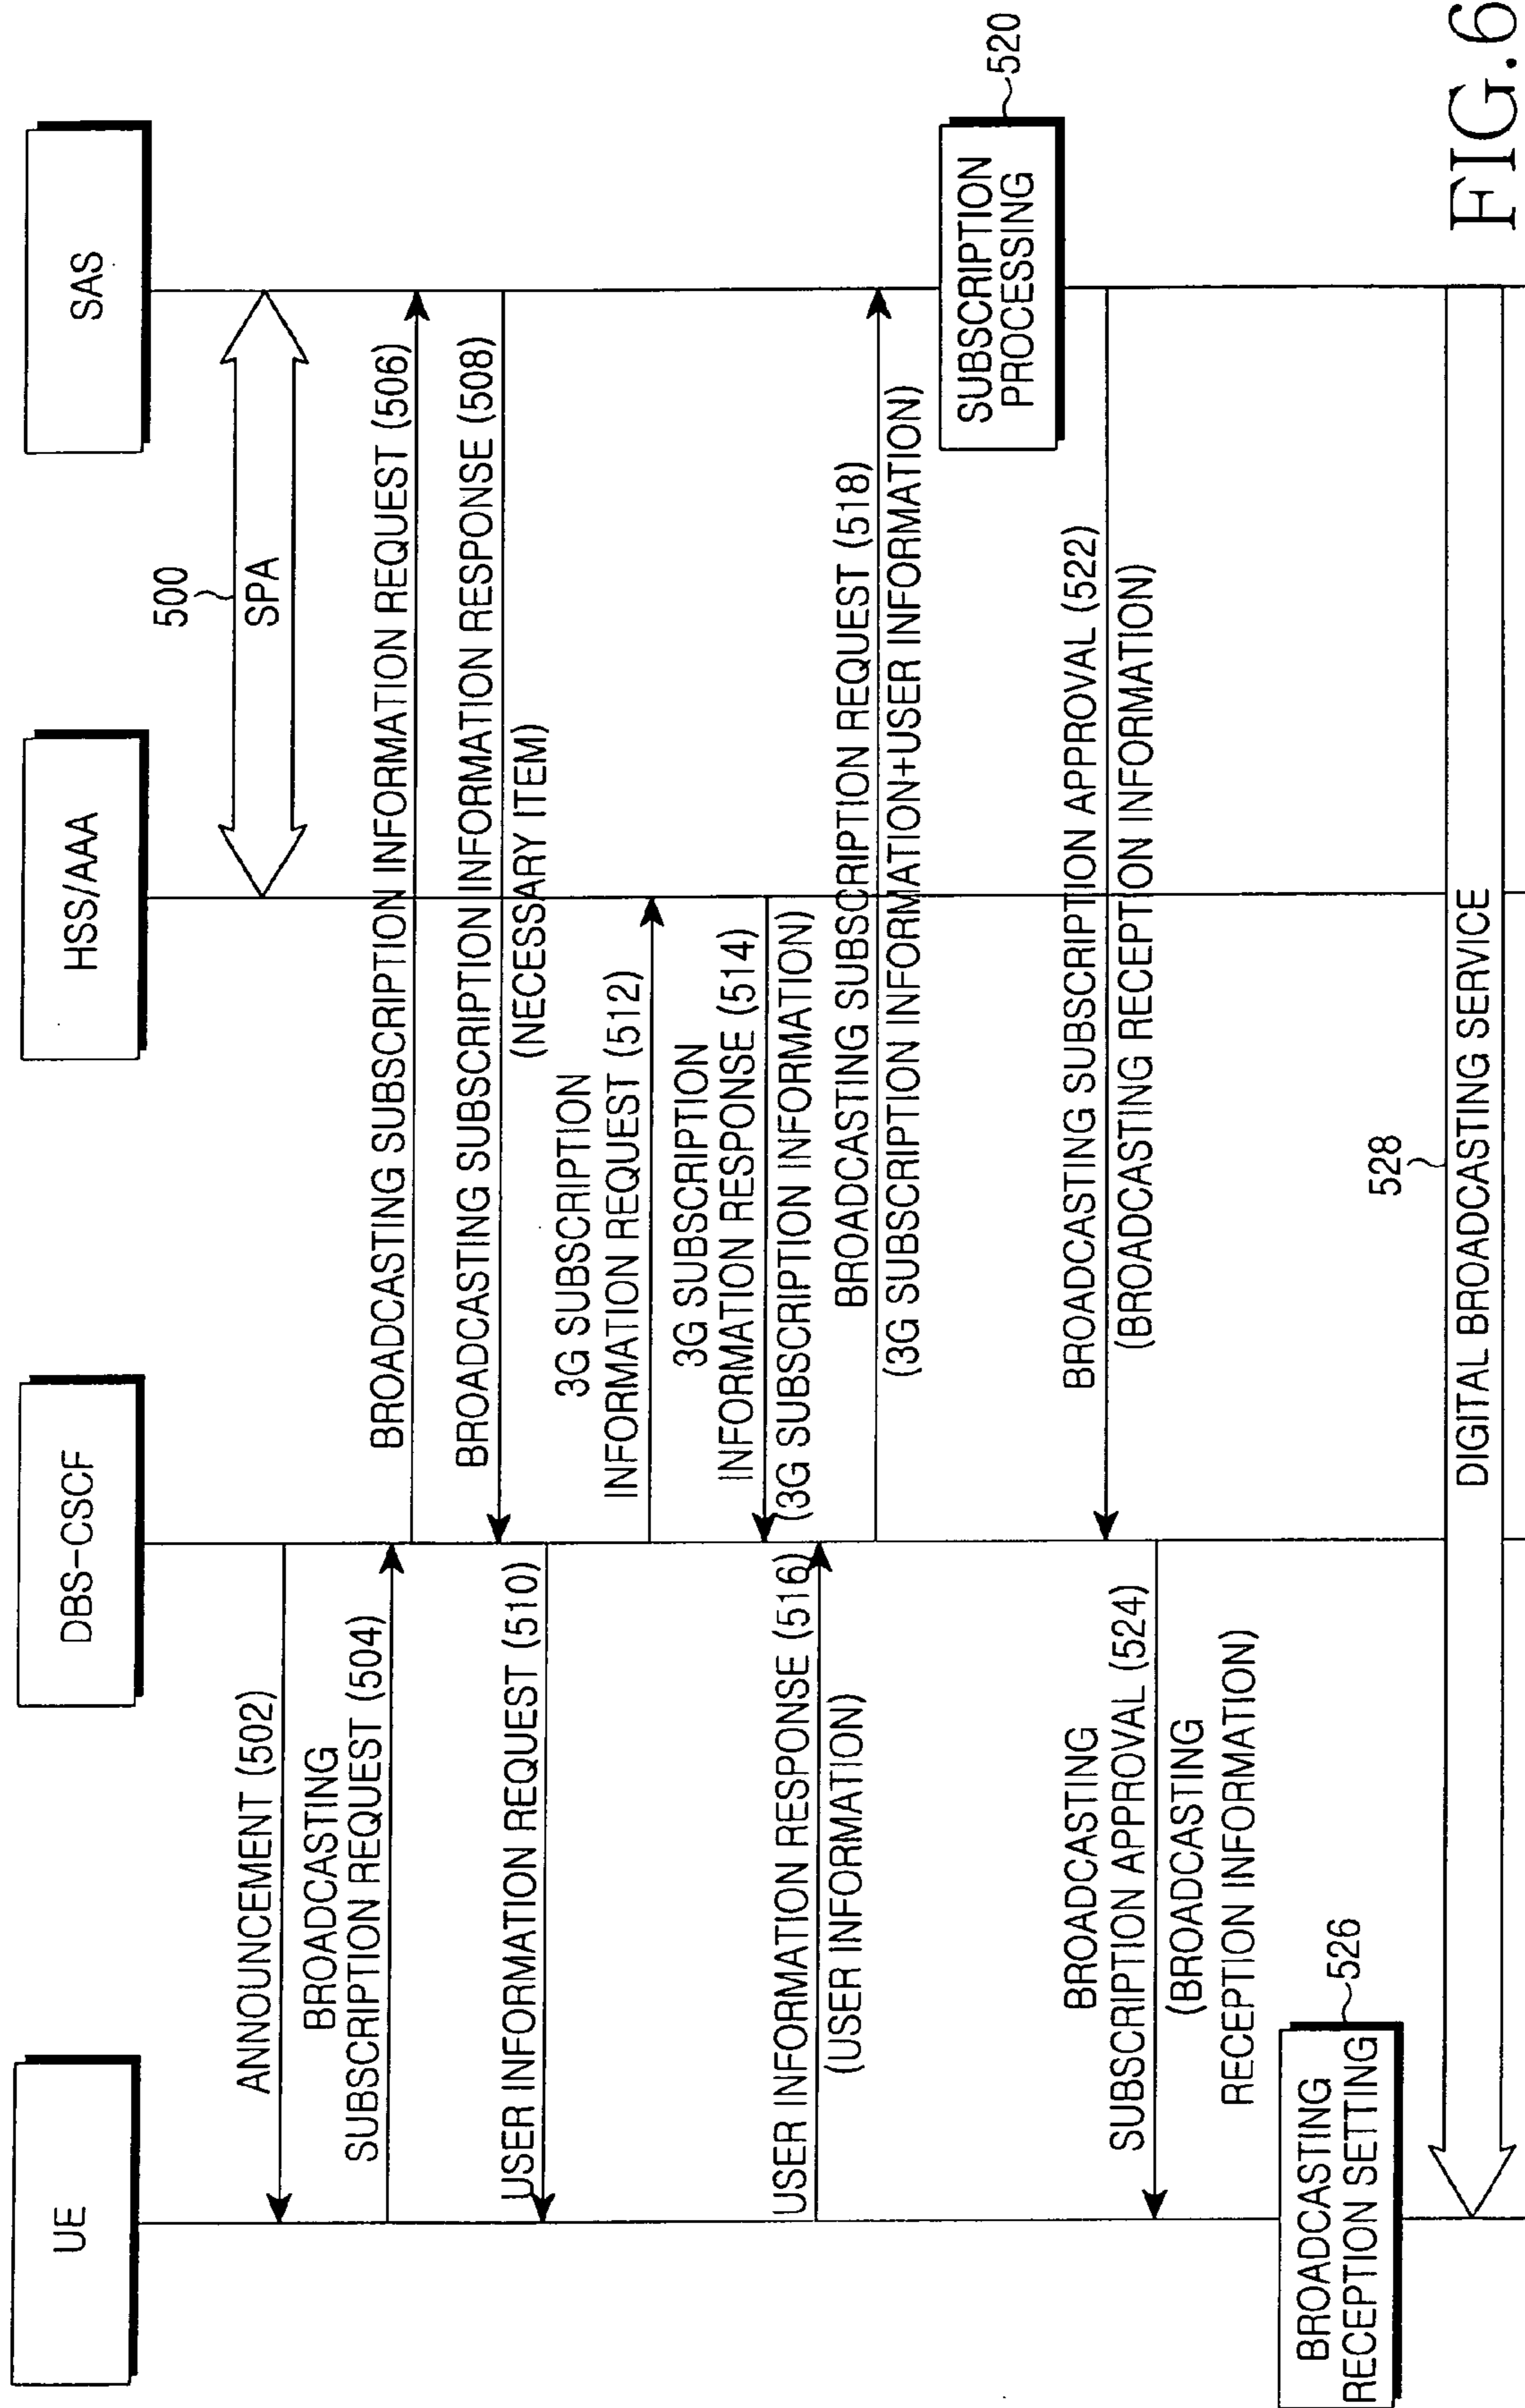 UE
DBS-CSCF
HSS/AAA
SAS
500
SPA
ANNOUNCEMENT (502)
BROADCASTING
SUBSCRIPTION REQUEST (504)
BROADCASTING SUBSCRIPTION INFORMATION REQUEST (506)
BROADCASTING SUBSCRIPTION INFORMATION RESPONSE (508)
(NECESSARY ITEM)
USER INFORMATION REQUEST (510)
3G SUBSCRIPTION
INFORMATION REQUEST (512)
3G SUBSCRIPTION
INFORMATION RESPONSE (514)
(3G SUBSCRIPTION INFORMATION)
USER INFORMATION RESPONSE (516)
(USER INFORMATION)
BROADCASTING SUBSCRIPTION REQUEST (518)
(3G SUBSCRIPTION INFORMATION+USER INFORMATION)
SUBSCRIPTION
PROCESSING
520
BROADCASTING SUBSCRIPTION APPROVAL (522)
(BROADCASTING RECEPTION INFORMATION)
BROADCASTING
SUBSCRIPTION APPROVAL (524)
(BROADCASTING
RECEPTION INFORMATION)
BROADCASTING
RECEPTION SETTING
526
528
DIGITAL BROADCASTING SERVICE
FIG.6